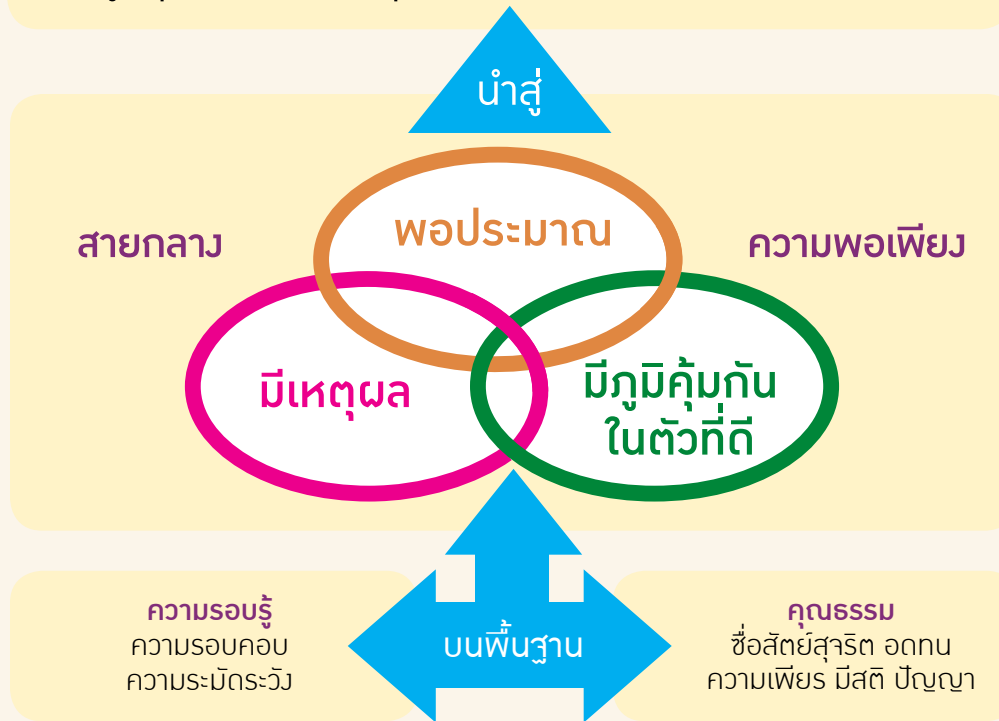 นำสู่
พอประมาณ
สายกลาง
ความพอเพียง
มีเหตุผล
มีภูมิคุ้มกัน
ในตัวที่ดี
ความรอบรู้
ความรอบคอบ
ความระมัดระวัง
บนพื้นฐาน
คุณธรรม
ซื่อสัตย์สุจริต อดทน
ความเพียร มีสติ ปัญญา